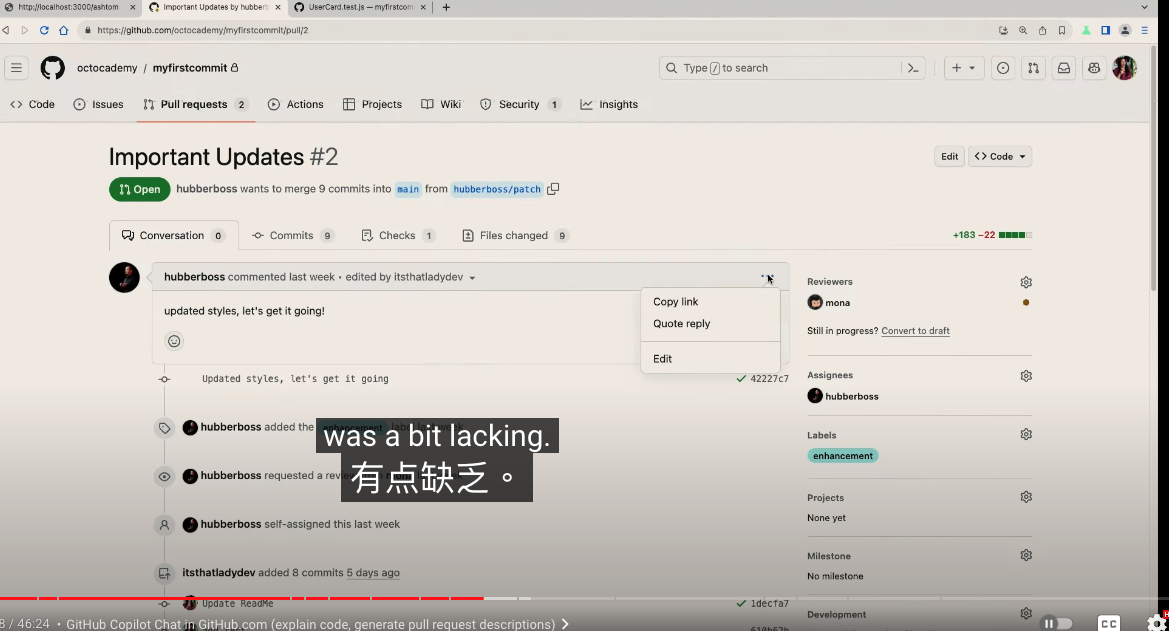 http://localhost:3000/ashtom
Important Updates by hubberb
UserCard.test.js — myfirstcom
https://github.com/octocademy/myfirstcommit/pull/2
octocademy / myfirstcommit
Type / to search
Code
Issues
Pull requests 2
Actions
Projects
Wiki
Security 1
Insights
Important Updates #2
Edit
Code
Open
hubberboss wants to merge 9 commits into main from hubberboss/patch
Conversation 0
Commits 9
Checks 1
Files changed 9
+183 −22
hubberboss commented last week • edited by itsthatladydev
Copy link
Quote reply
Edit
updated styles, let's get it going!
Updated styles, let's get it going
42227c7
hubberboss added the enhancement
hubberboss requested a
hubberboss self-assigned this last week
itsthatladydev added 8 commits 5 days ago
Update ReadMe
1decfa7
Reviewers
mona
Still in progress? Convert to draft
Assignees
hubberboss
Labels
enhancement
Projects
None yet
Milestone
No milestone
Development
was a bit lacking.
有点缺乏。
8 / 46:24 • GitHub Copilot Chat in GitHub.com (explain code, generate pull request descriptions)
CC